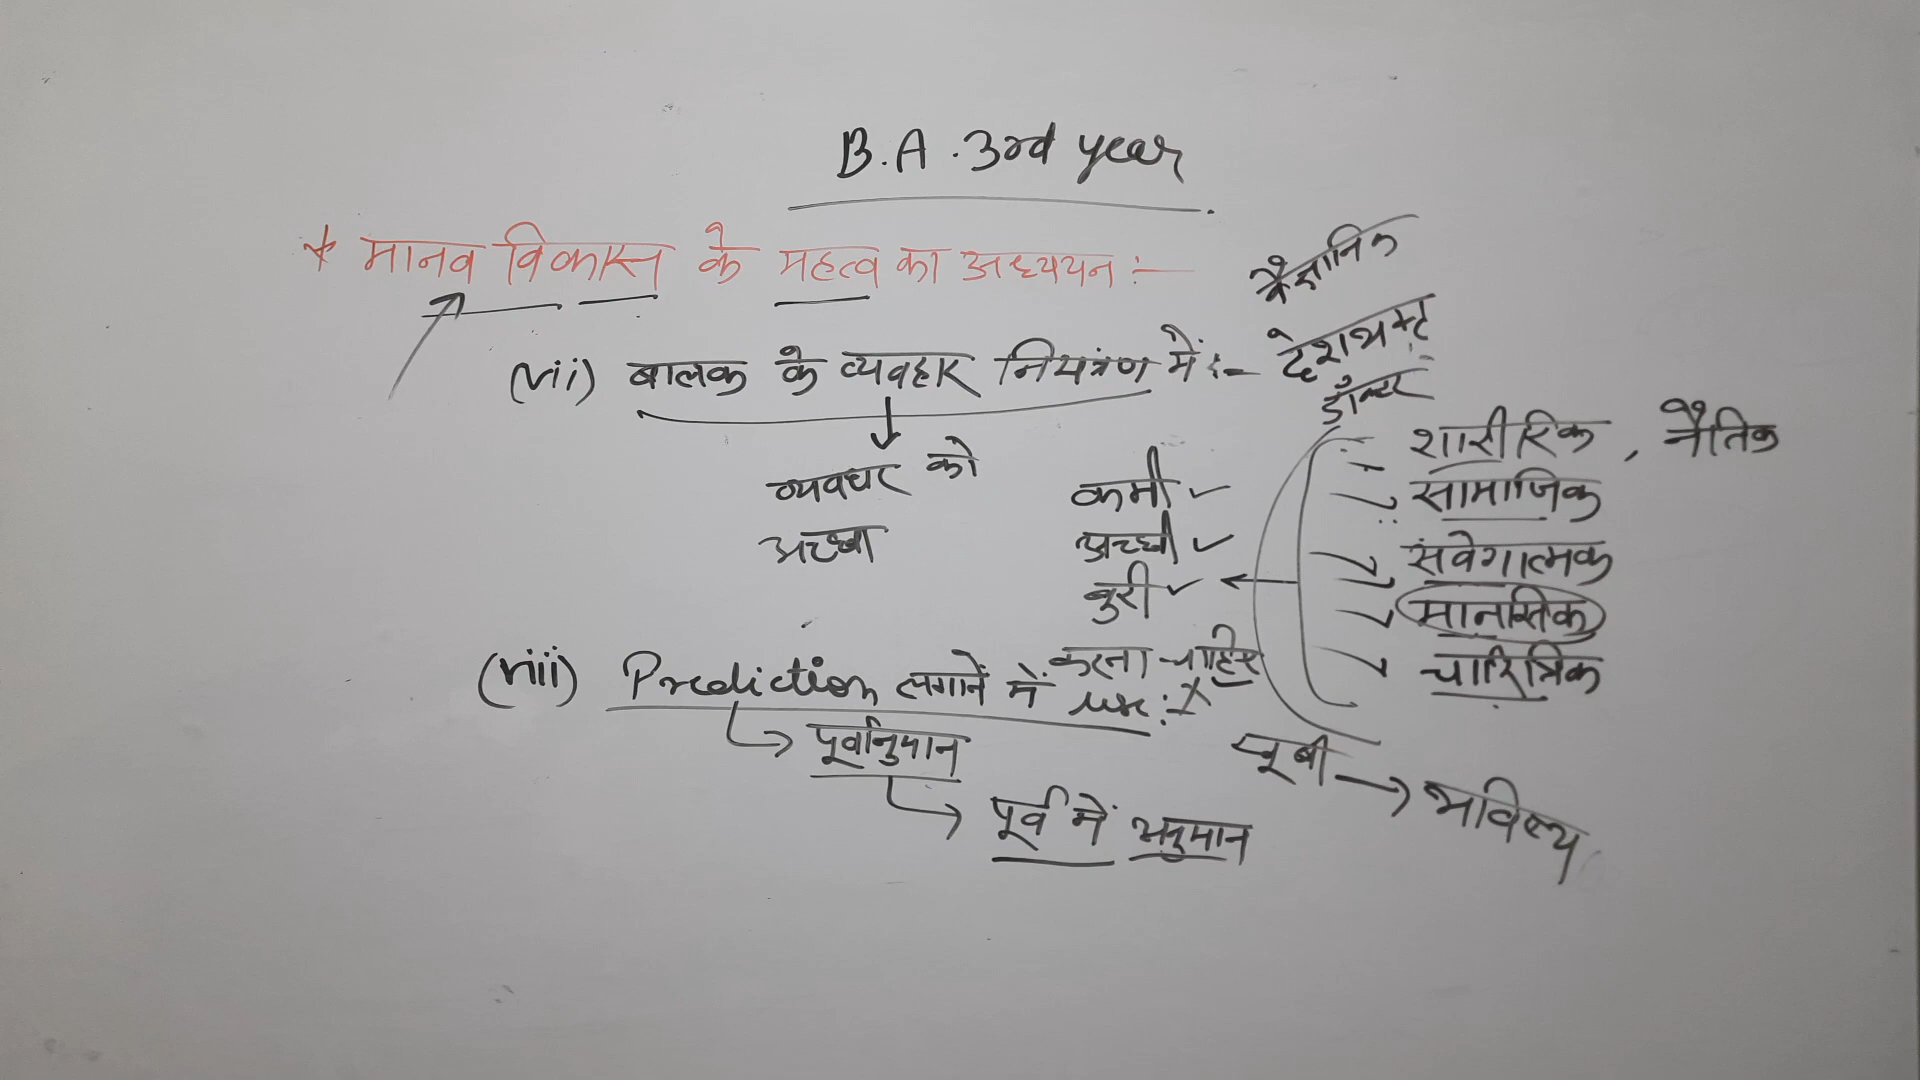 B.A. 3rd year
* मानव विकास के महत्व का अध्ययन :-
वैज्ञानिक
(vii) बालक के व्यवहार नियंत्रण में :- देशभक्ट
डॉक्टर
व्यवहार को
अच्छा
कमी ✓
अच्छी ✓
बुरी ✓
शारीरिक , नैतिक
सामाजिक
संवेगात्मक
मानसिक
चारित्रिक
करना चाहिए
(viii) Prediction लगाने में
पूर्वानुमान
पूर्व में अनुमान
→ भविष्य